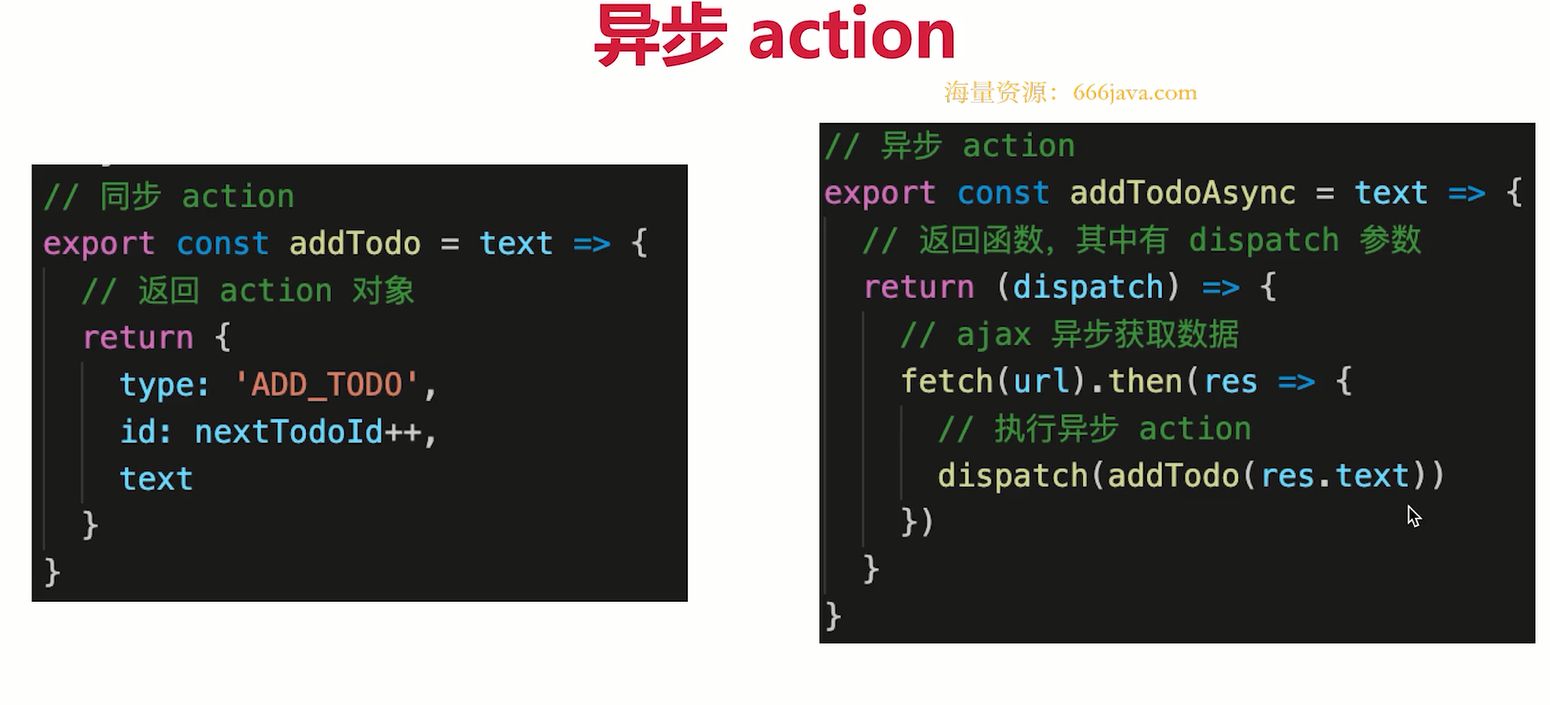 异步 action
海量资源：666java.com
// 同步 action
export const addTodo = text => {
// 返回 action 对象
return {
type: 'ADD_TODO',
id: nextTodoId++,
text
}
}
// 异步 action
export const addTodoAsync = text => {
// 返回函数，其中有 dispatch 参数
return (dispatch) => {
// ajax 异步获取数据
fetch(url).then(res => {
// 执行异步 action
dispatch(addTodo(res.text))
})
}
}